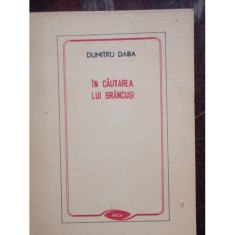 DUMITRU DABA
ÎN CĂUTAREA
LUI BRÂNCUȘI